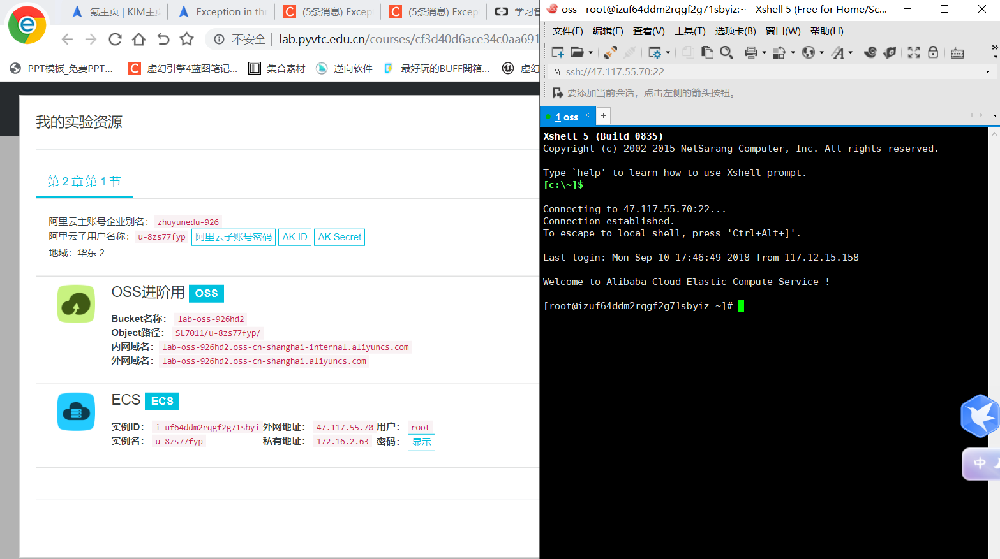 氪主页 | KIM主页
Exception in thr
(5条消息) Excep
(5条消息) Excep
学习管
不安全 | lab.pyvtc.edu.cn/courses/cf3d40d6ace34c0aa691
PPT模板_免费PPT...
虚幻引擎4蓝图笔记...
集合素材
逆向软件
最好玩的BUFF開箱...
虚幻
我的实验资源
第 2 章 第 1 节
阿里云主账号企业别名： zhuyunedu-926
阿里云子用户名称： u-8zs77fyp 阿里云子账号密码 AK ID AK Secret
地域：华东 2
OSS进阶用 OSS
Bucket名称： lab-oss-926hd2
Object路径： SL7011/u-8zs77fyp/
内网域名： lab-oss-926hd2.oss-cn-shanghai-internal.aliyuncs.com
外网域名： lab-oss-926hd2.oss-cn-shanghai.aliyuncs.com
ECS ECS
实例ID： i-uf64ddm2rqgf2g71sbyi 外网地址： 47.117.55.70 用户： root
实例名： u-8zs77fyp 私有地址： 172.16.2.63 密码： 显示
oss - root@izuf64ddm2rqgf2g71sbyiz:~ - Xshell 5 (Free for Home/Sc...
文件(F) 编辑(E) 查看(V) 工具(T) 选项卡(B) 窗口(W) 帮助(H)
ssh://47.117.55.70:22
要添加当前会话，点击左侧的箭头按钮。
1 oss × +
Xshell 5 (Build 0835)
Copyright (c) 2002-2015 NetSarang Computer, Inc. All rights reserved.
Type `help' to learn how to use Xshell prompt.
[c:\~]$
Connecting to 47.117.55.70:22...
Connection established.
To escape to local shell, press 'Ctrl+Alt+]'.
Last login: Mon Sep 10 17:46:49 2018 from 117.12.15.158
Welcome to Alibaba Cloud Elastic Compute Service !
[root@izuf64ddm2rqgf2g71sbyiz ~]#
中